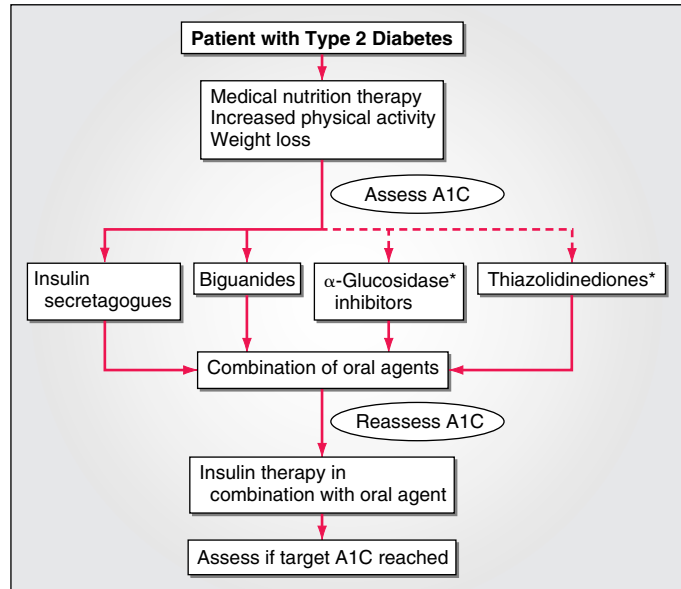 Patient with Type 2 Diabetes
Medical nutrition therapy
Increased physical activity
Weight loss
Assess A1C
Insulin
secretagogues
Biguanides
α-Glucosidase*
inhibitors
Thiazolidinediones*
Combination of oral agents
Reassess A1C
Insulin therapy in
combination with oral agent
Assess if target A1C reached